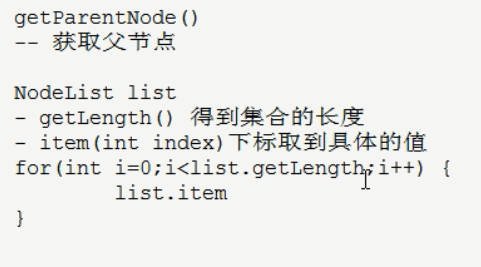 getParentNode()
-- 获取父节点
NodeList list
- getLength() 得到集合的长度
- item(int index)下标取到具体的值
for(int i=0;i<list.getLength;i++) {
list.item
}